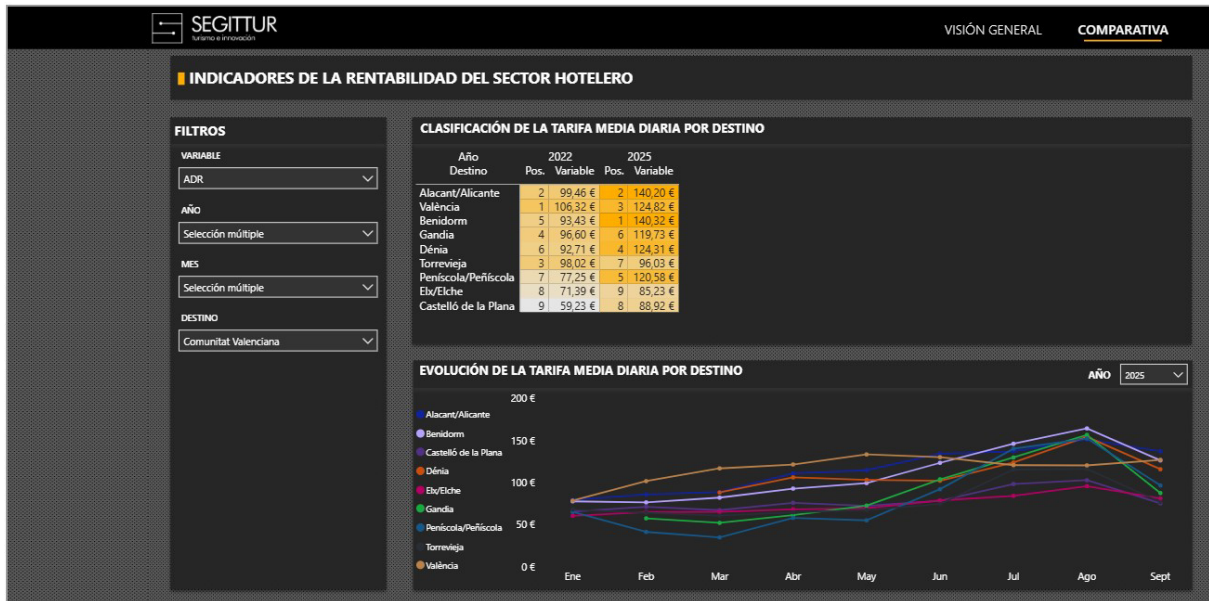 SEGITTUR
turismo e innovación
VISIÓN GENERAL COMPARATIVA
INDICADORES DE LA RENTABILIDAD DEL SECTOR HOTELERO
FILTROS
VARIABLE
ADR
AÑO
Selección múltiple
MES
Selección múltiple
DESTINO
Comunitat Valenciana
CLASIFICACIÓN DE LA TARIFA MEDIA DIARIA POR DESTINO
Año 2022 2025
Destino Pos. Variable Pos. Variable
Alacant/Alicante 2 99,46 € 2 140,20 €
València 1 106,32 € 3 124,82 €
Benidorm 5 93,43 € 1 140,32 €
Gandia 4 96,60 € 6 119,73 €
Dénia 6 92,71 € 4 124,31 €
Torrevieja 3 98,02 € 7 96,03 €
Peníscola/Peñíscola 7 77,25 € 5 120,58 €
Elx/Elche 8 71,39 € 9 85,23 €
Castelló de la Plana 9 59,23 € 8 88,92 €
EVOLUCIÓN DE LA TARIFA MEDIA DIARIA POR DESTINO
AÑO 2025
Alacant/Alicante
Benidorm
Castelló de la Plana
Dénia
Elx/Elche
Gandia
Peníscola/Peñíscola
Torrevieja
València
200 €
150 €
100 €
50 €
0 €
Ene Feb Mar Abr May Jun Jul Ago Sept